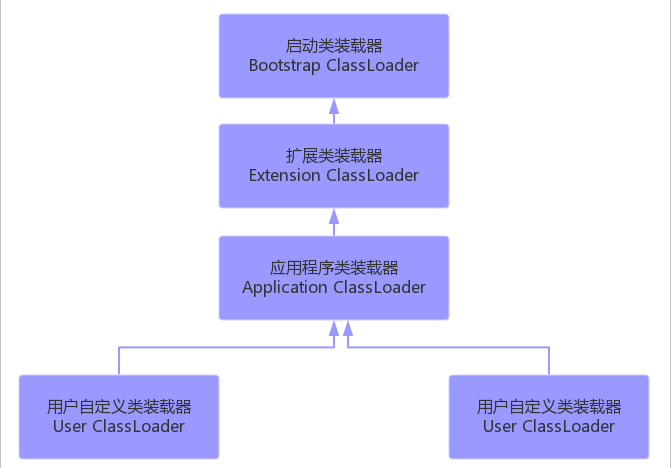 启动类装载器
Bootstrap ClassLoader
扩展类装载器
Extension ClassLoader
应用程序类装载器
Application ClassLoader
用户自定义类装载器
User ClassLoader
用户自定义类装载器
User ClassLoader